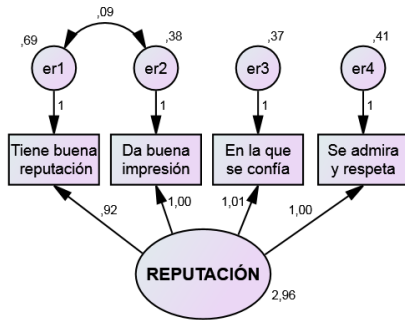 ,09
,69
,38
,37
,41
er1
er2
er3
er4
1
1
1
1
Tiene buena
reputación
Da buena
impresión
En la que
se confía
Se admira
y respeta
,92
1,00
1,01
1,00
REPUTACIÓN
2,96